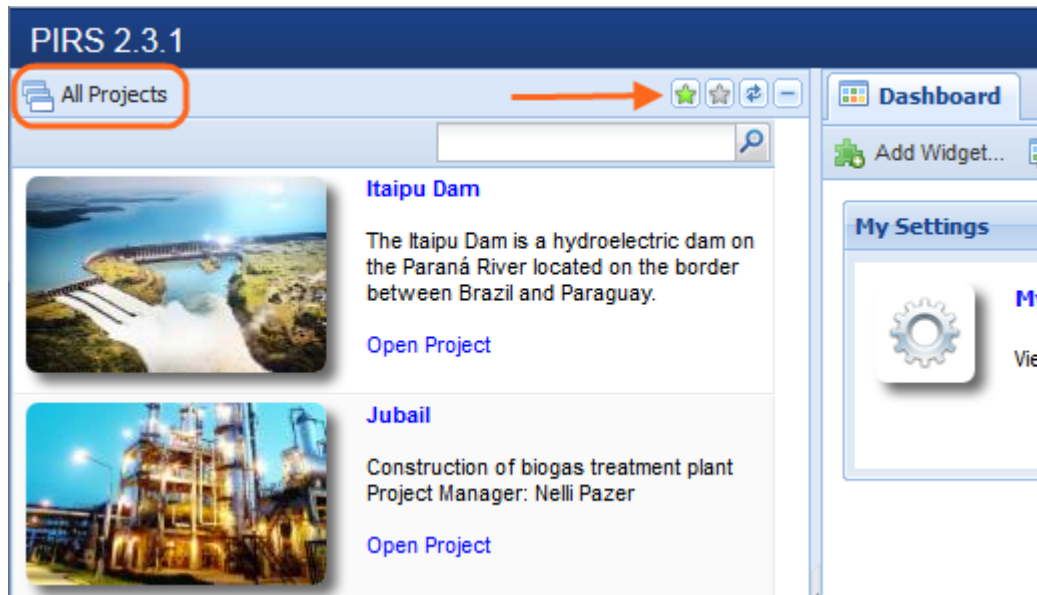 PIRS 2.3.1
All Projects
Dashboard
Add Widget...
Itaipu Dam
The Itaipu Dam is a hydroelectric dam on
the Paraná River located on the border
between Brazil and Paraguay.
Open Project
Jubail
Construction of biogas treatment plant
Project Manager: Nelli Pazer
Open Project
My Settings